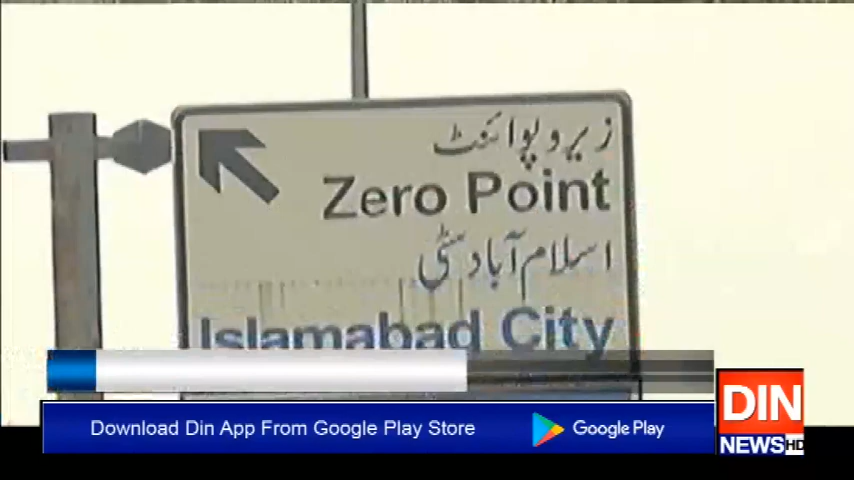 زیرو پوائنٹ
Zero Point
اسلام آباد سٹی
Islamabad City
Download Din App From Google Play Store
Google Play
DIN
NEWS HD